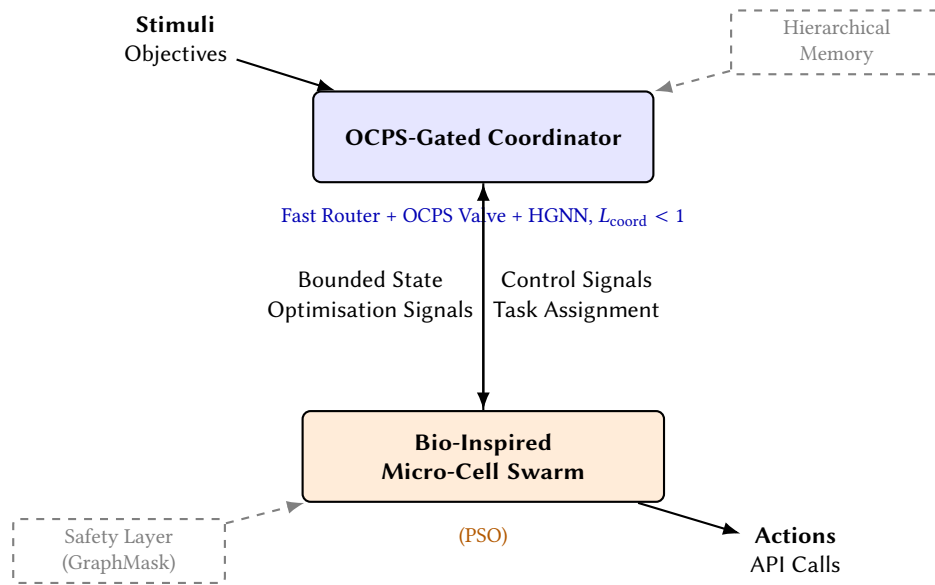 Stimuli
Objectives
Hierarchical
Memory
OCPS-Gated Coordinator
Fast Router + OCPS Valve + HGNN, L_coord < 1
Bounded State
Optimisation Signals
Control Signals
Task Assignment
Bio-Inspired
Micro-Cell Swarm
Safety Layer
(GraphMask)
(PSO)
Actions
API Calls